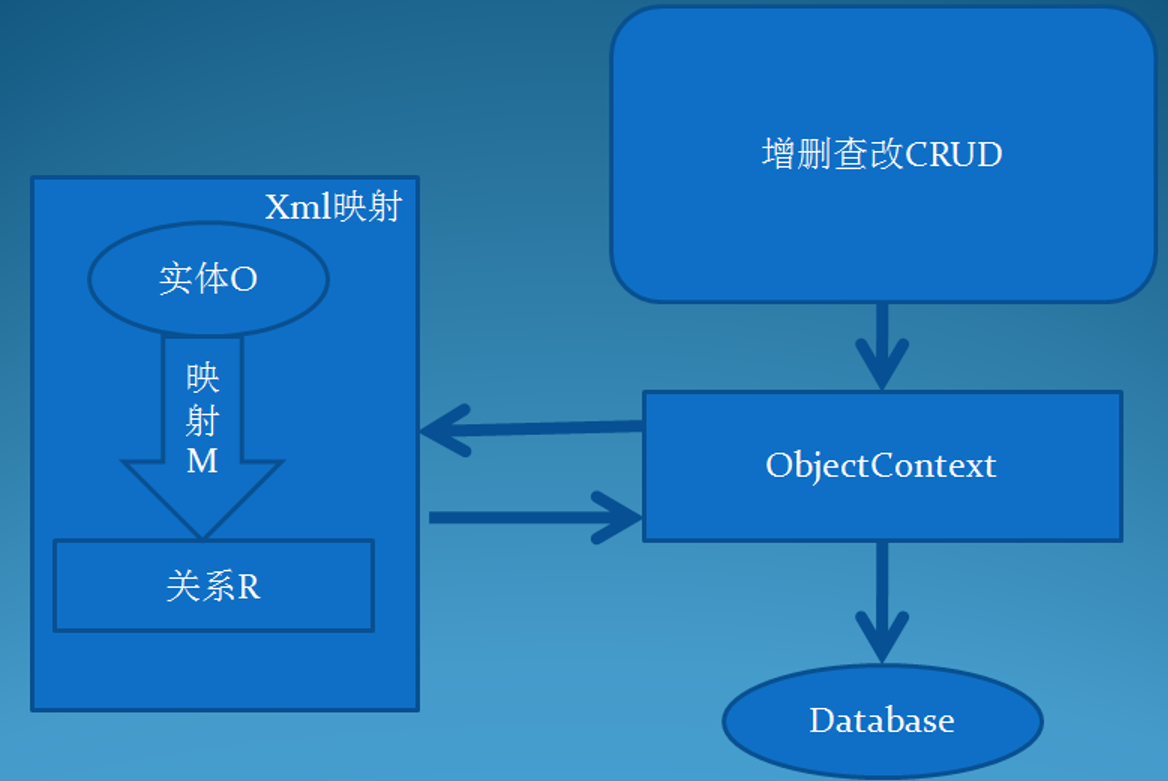 增删查改CRUD
Xml映射
实体O
映
射
M
关系R
ObjectContext
Database